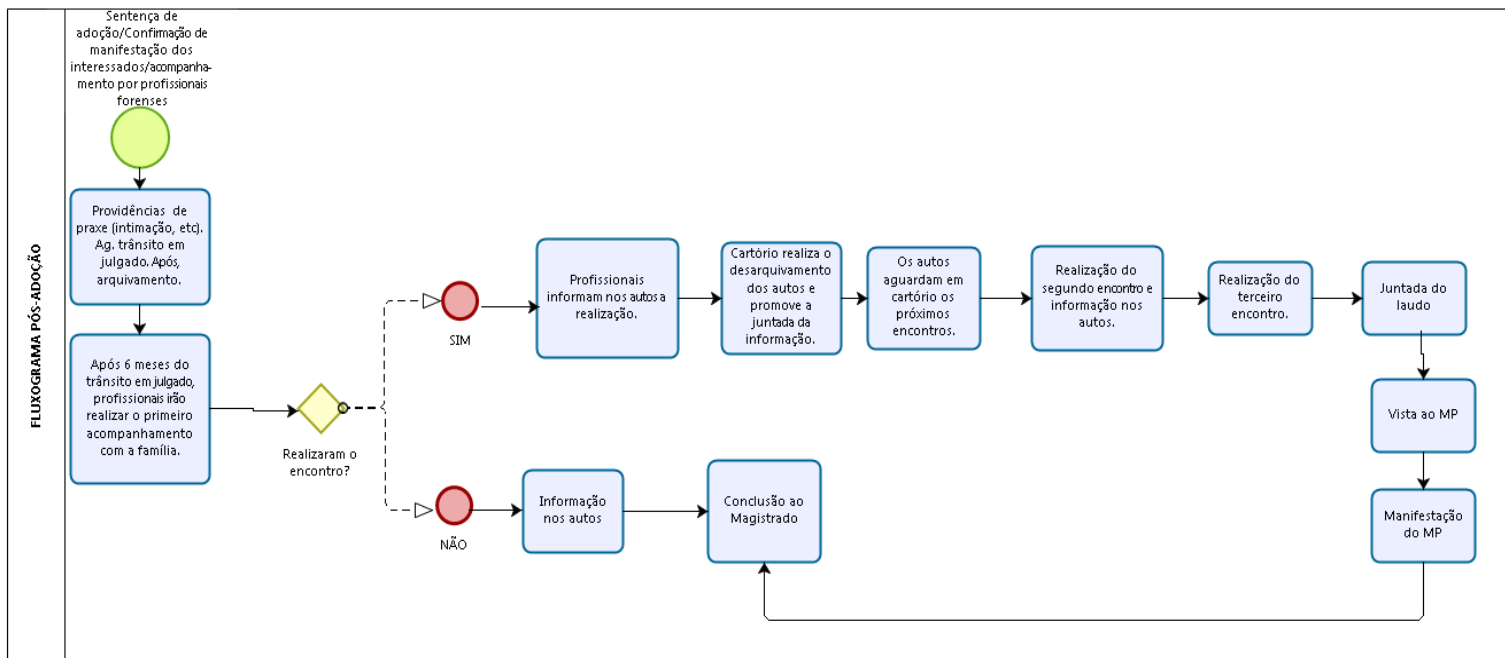 FLUXOGRAMA PÓS-ADOÇÃO
Sentença de
adoção/Confirmação de
manifestação dos
interessados/acompanha-
mento por profissionais
forenses
Providências de
praxe (intimação, etc).
Ag. trânsito em
julgado. Após,
arquivamento.
Após 6 meses do
trânsito em julgado,
profissionais irão
realizar o primeiro
acompanhamento
com a família.
Realizaram o
encontro?
SIM
Profissionais
informam nos autos a
realização.
Cartório realiza o
desarquivamento
dos autos e
promove a
juntada da
informação.
Os autos
aguardam em
cartório os
próximos
encontros.
Realização do
segundo encontro e
informação nos
autos.
Realização do
terceiro
encontro.
Juntada do
laudo
Vista ao MP
Manifestação
do MP
NÃO
Informação
nos autos
Conclusão ao
Magistrado